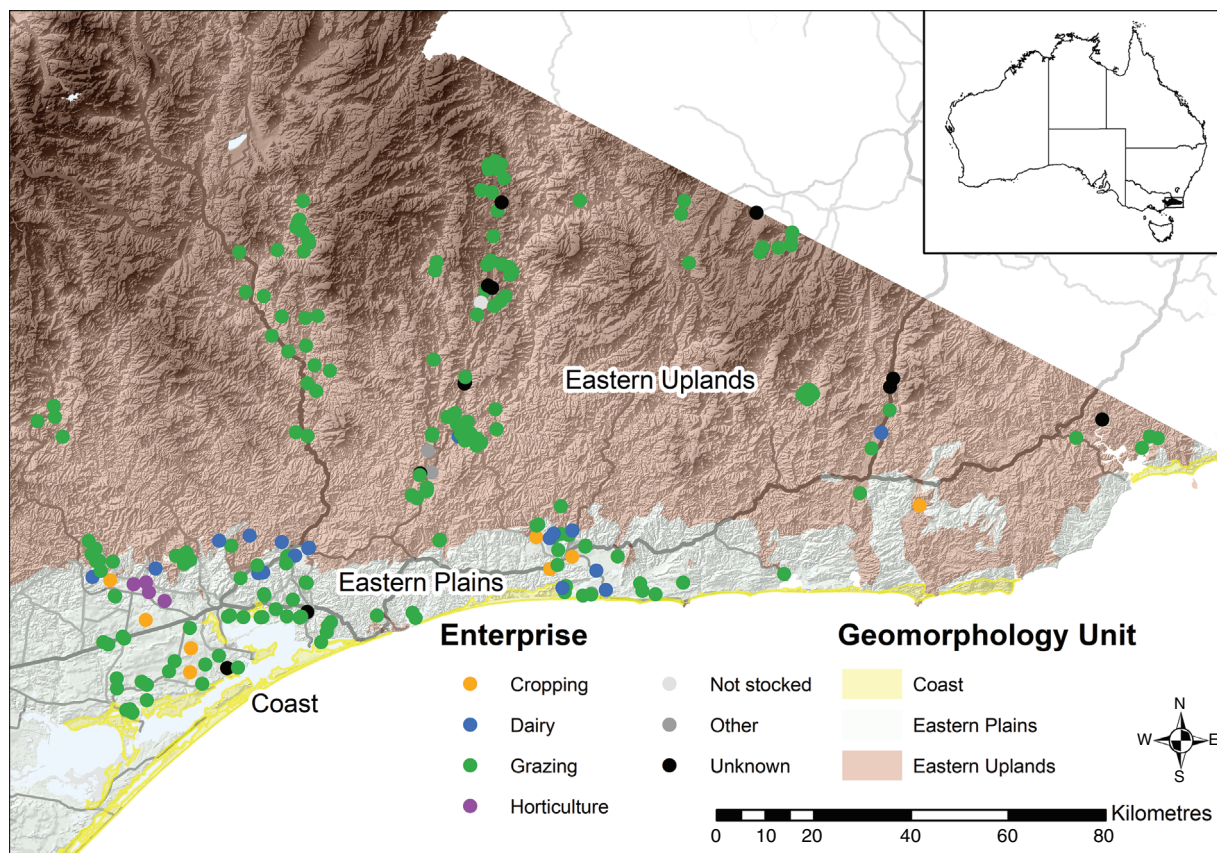 Eastern Uplands
Eastern Plains
Coast
Enterprise
Cropping
Dairy
Grazing
Horticulture
Not stocked
Other
Unknown
Geomorphology Unit
Coast
Eastern Plains
Eastern Uplands
N
W E
S
Kilometres
0 5 10 20 40 60 80